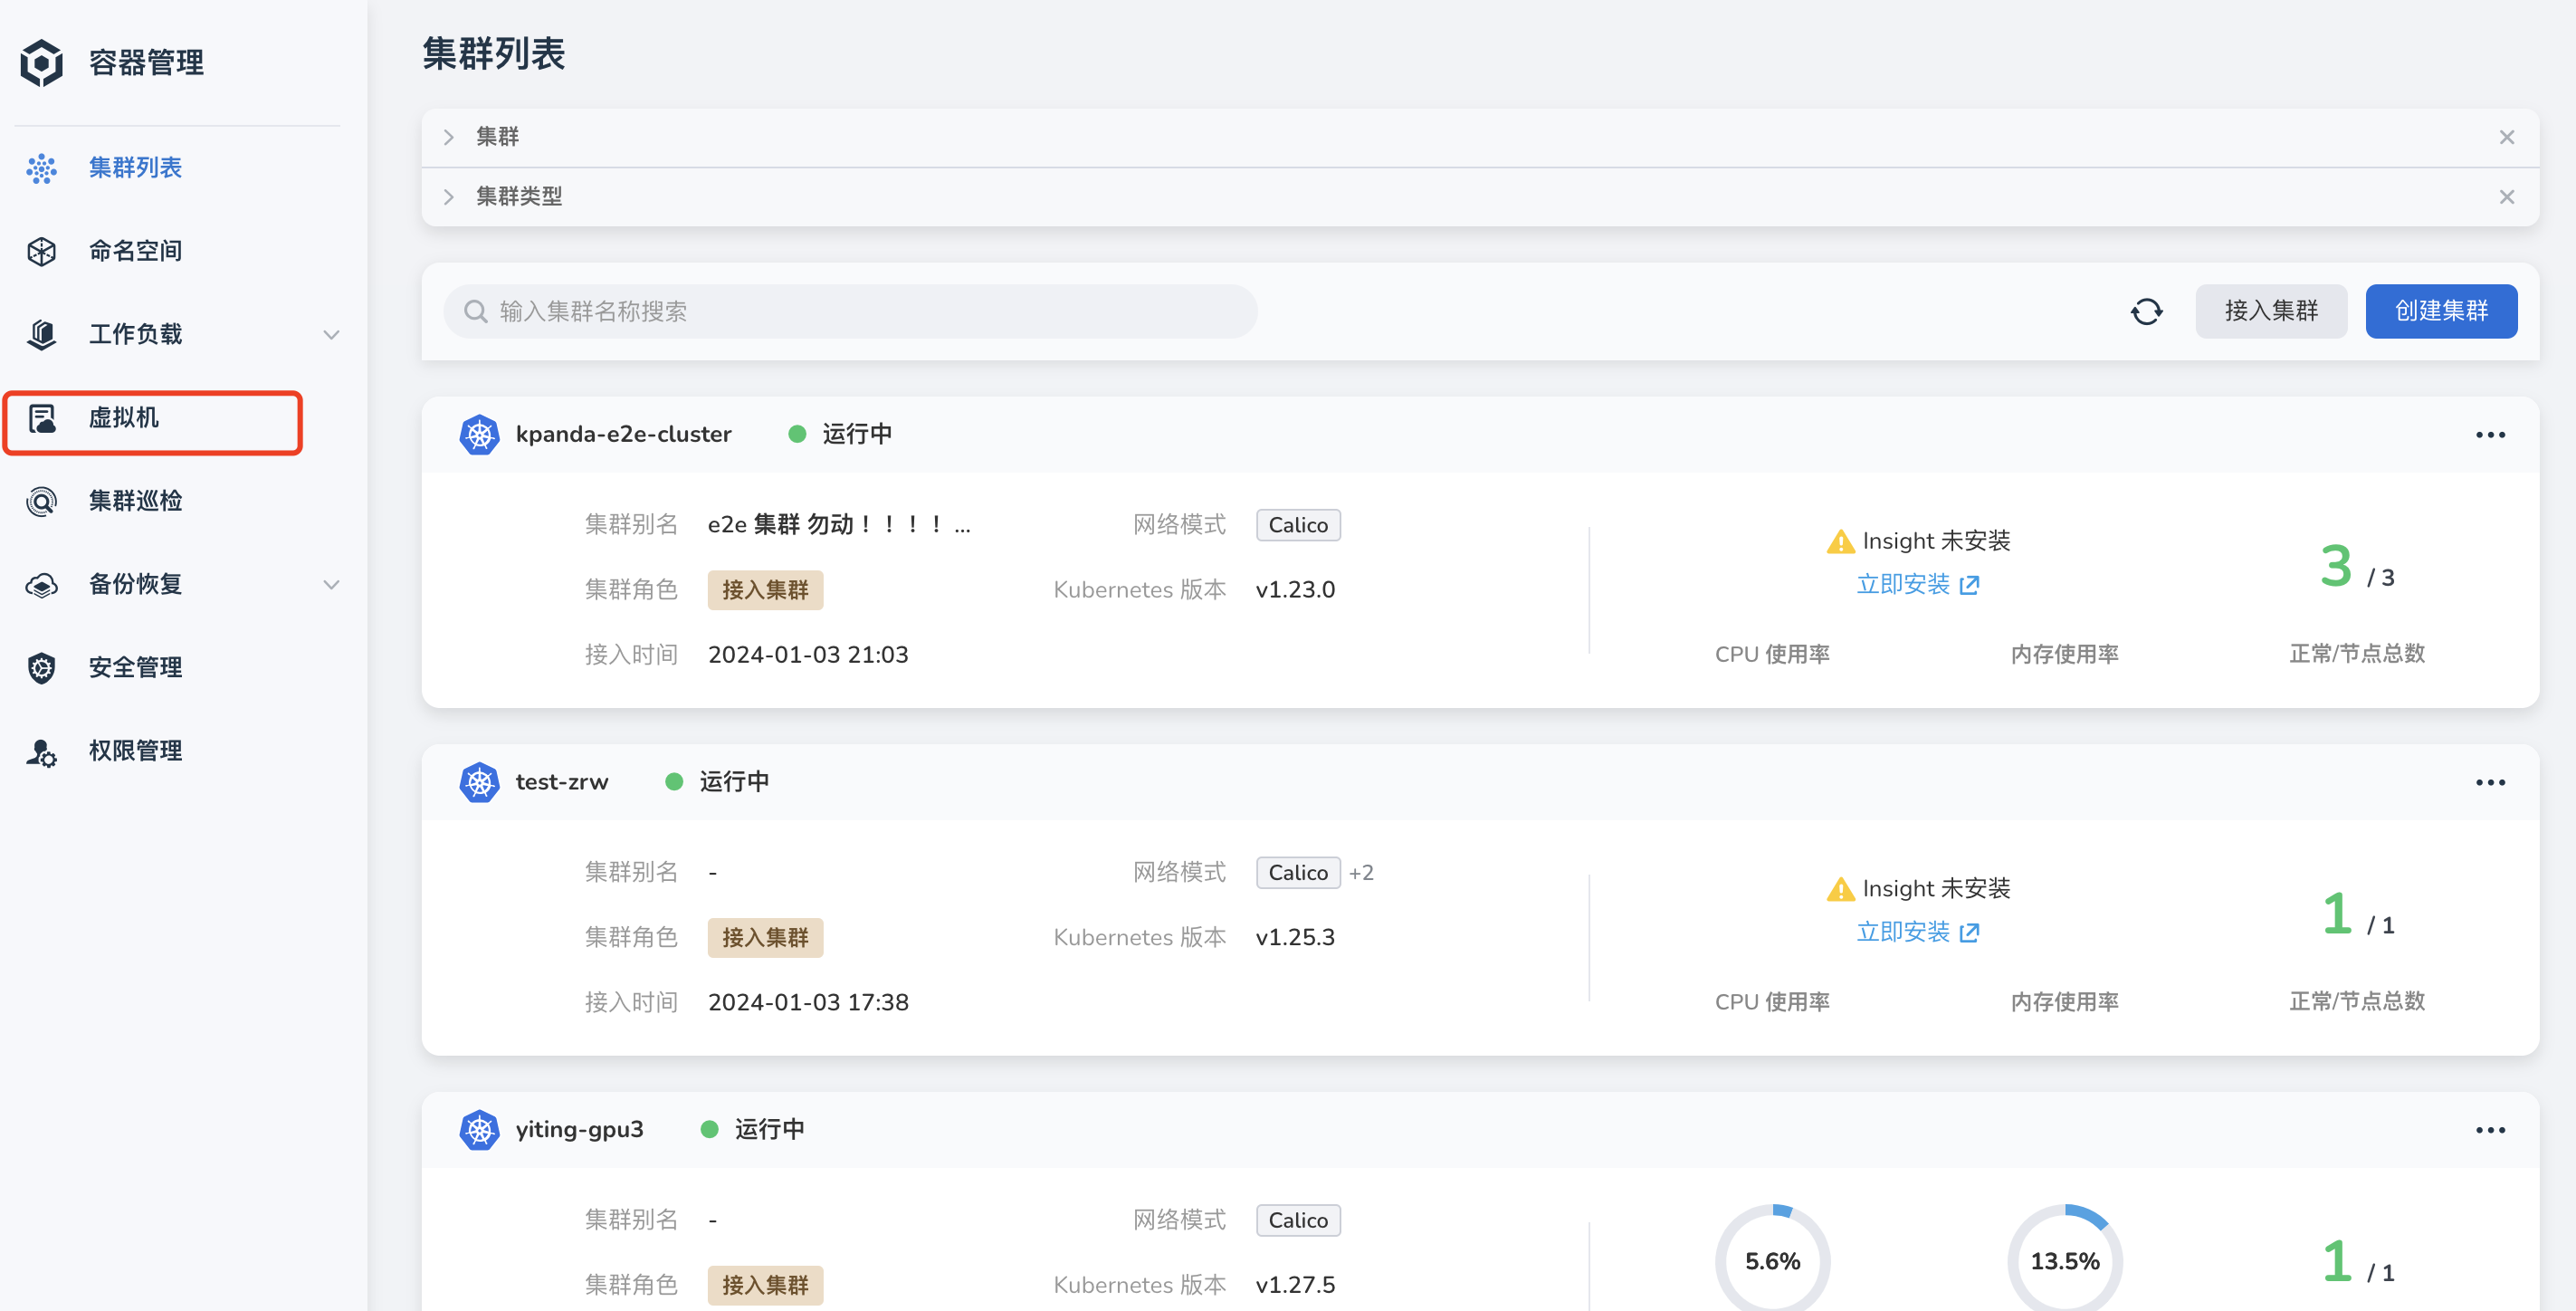 容器管理
集群列表
命名空间
工作负载
虚拟机
集群巡检
备份恢复
安全管理
权限管理
集群列表
集群
集群类型
输入集群名称搜索
接入集群
创建集群
kpanda-e2e-cluster 运行中
集群别名 e2e 集群 勿动！！！！ ... 网络模式 Calico
集群角色 接入集群 Kubernetes 版本 v1.23.0
接入时间 2024-01-03 21:03
Insight 未安装
立即安装
3 / 3
CPU 使用率 内存使用率 正常/节点总数
test-zrw 运行中
集群别名 - 网络模式 Calico +2
集群角色 接入集群 Kubernetes 版本 v1.25.3
接入时间 2024-01-03 17:38
Insight 未安装
立即安装
1 / 1
CPU 使用率 内存使用率 正常/节点总数
yiting-gpu3 运行中
集群别名 - 网络模式 Calico
集群角色 接入集群 Kubernetes 版本 v1.27.5
5.6% 13.5% 1 / 1